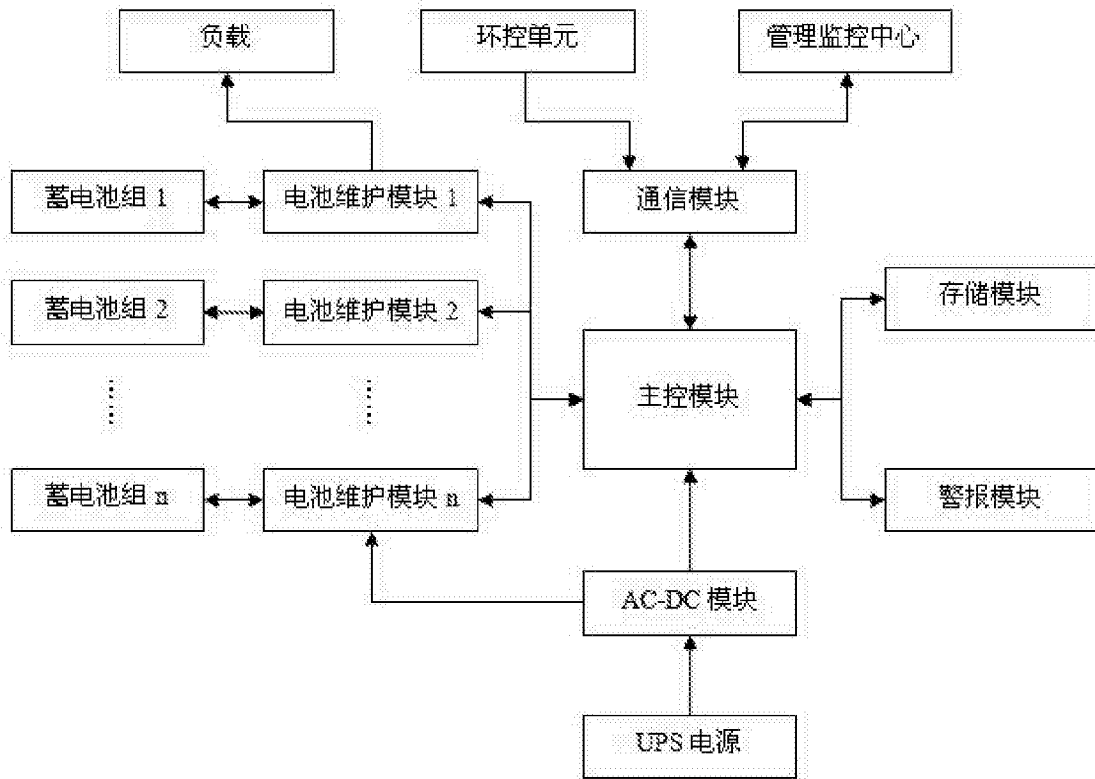 负载
环控单元
管理监控中心
蓄电池组 1
电池维护模块 1
通信模块
蓄电池组 2
电池维护模块 2
存储模块
主控模块
蓄电池组 n
电池维护模块 n
警报模块
AC-DC 模块
UPS 电源